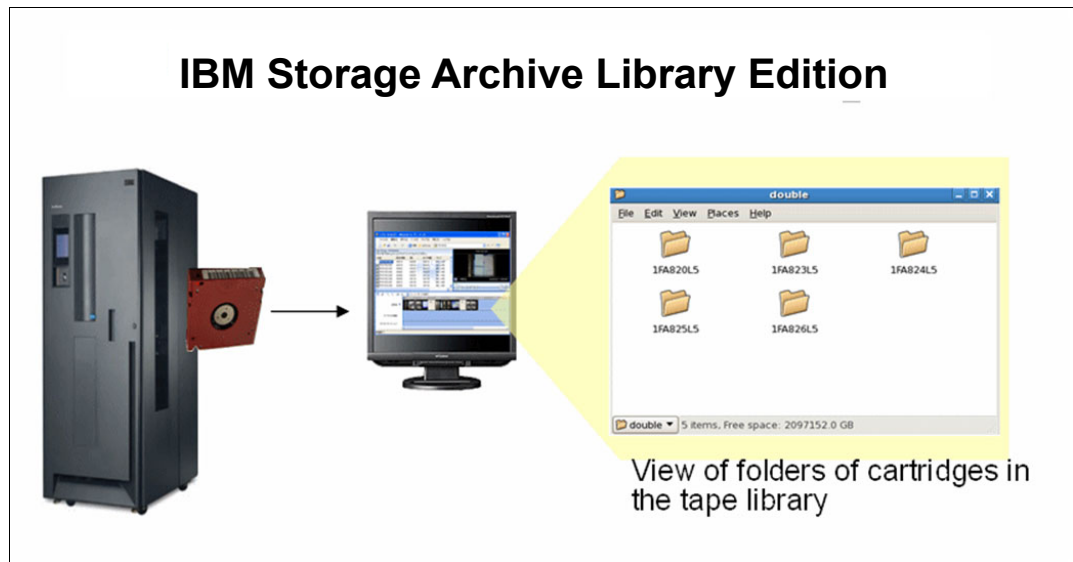 IBM Storage Archive Library Edition
double
File Edit View Places Help
1FA820L5 1FA823L5 1FA824L5
1FA825L5 1FA826L5
double 5 items, Free space: 2097152.0 GB
View of folders of cartridges in
the tape library